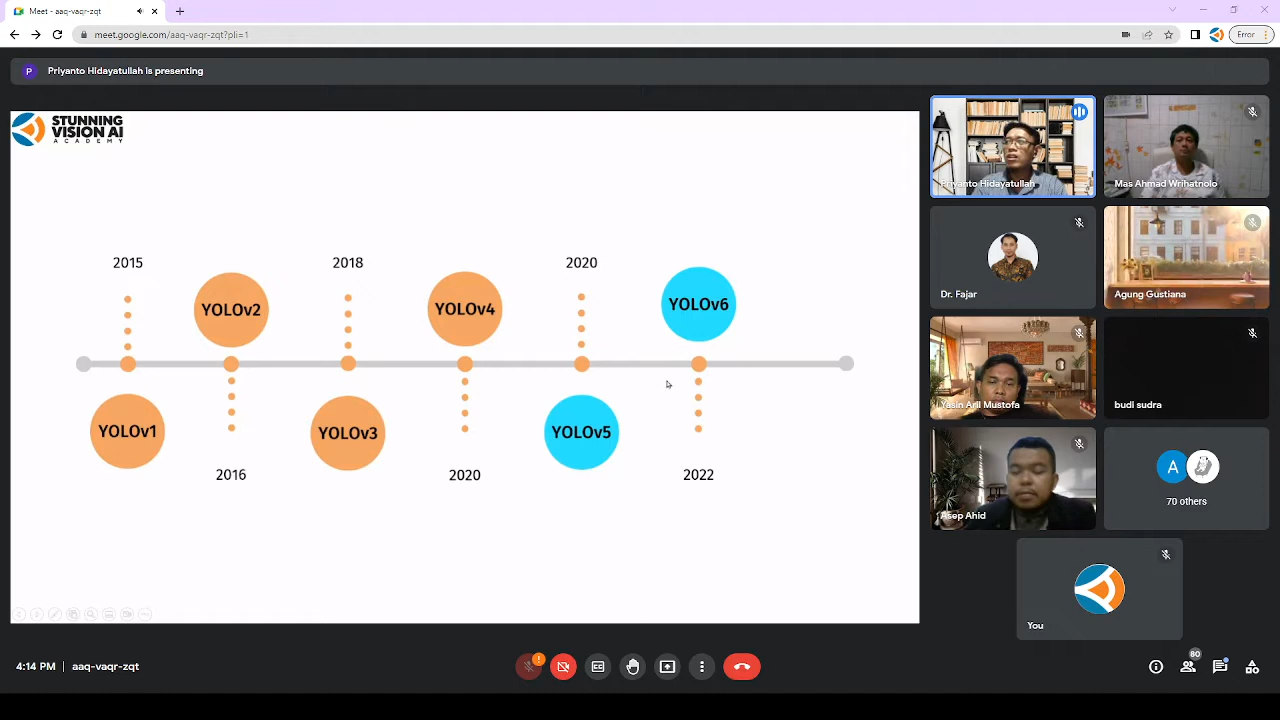 Meet - aaq-vaqr-zqt
meet.google.com/aaq-vaqr-zqt?pli=1
Error
P
Priyanto Hidayatullah is presenting
STUNNING
VISION AI
ACADEMY
2015
2018
2020
YOLOv2
YOLOv4
YOLOv6
YOLOv1
YOLOv3
YOLOv5
2016
2020
2022
Priyanto Hidayatullah
Mas Ahmad Wrihatnolo
Dr. Fajar
Agung Gustiana
Yasin Aril Mustofa
budi sudra
Asep Ahid
A
70 others
You
4:14 PM | aaq-vaqr-zqt
80